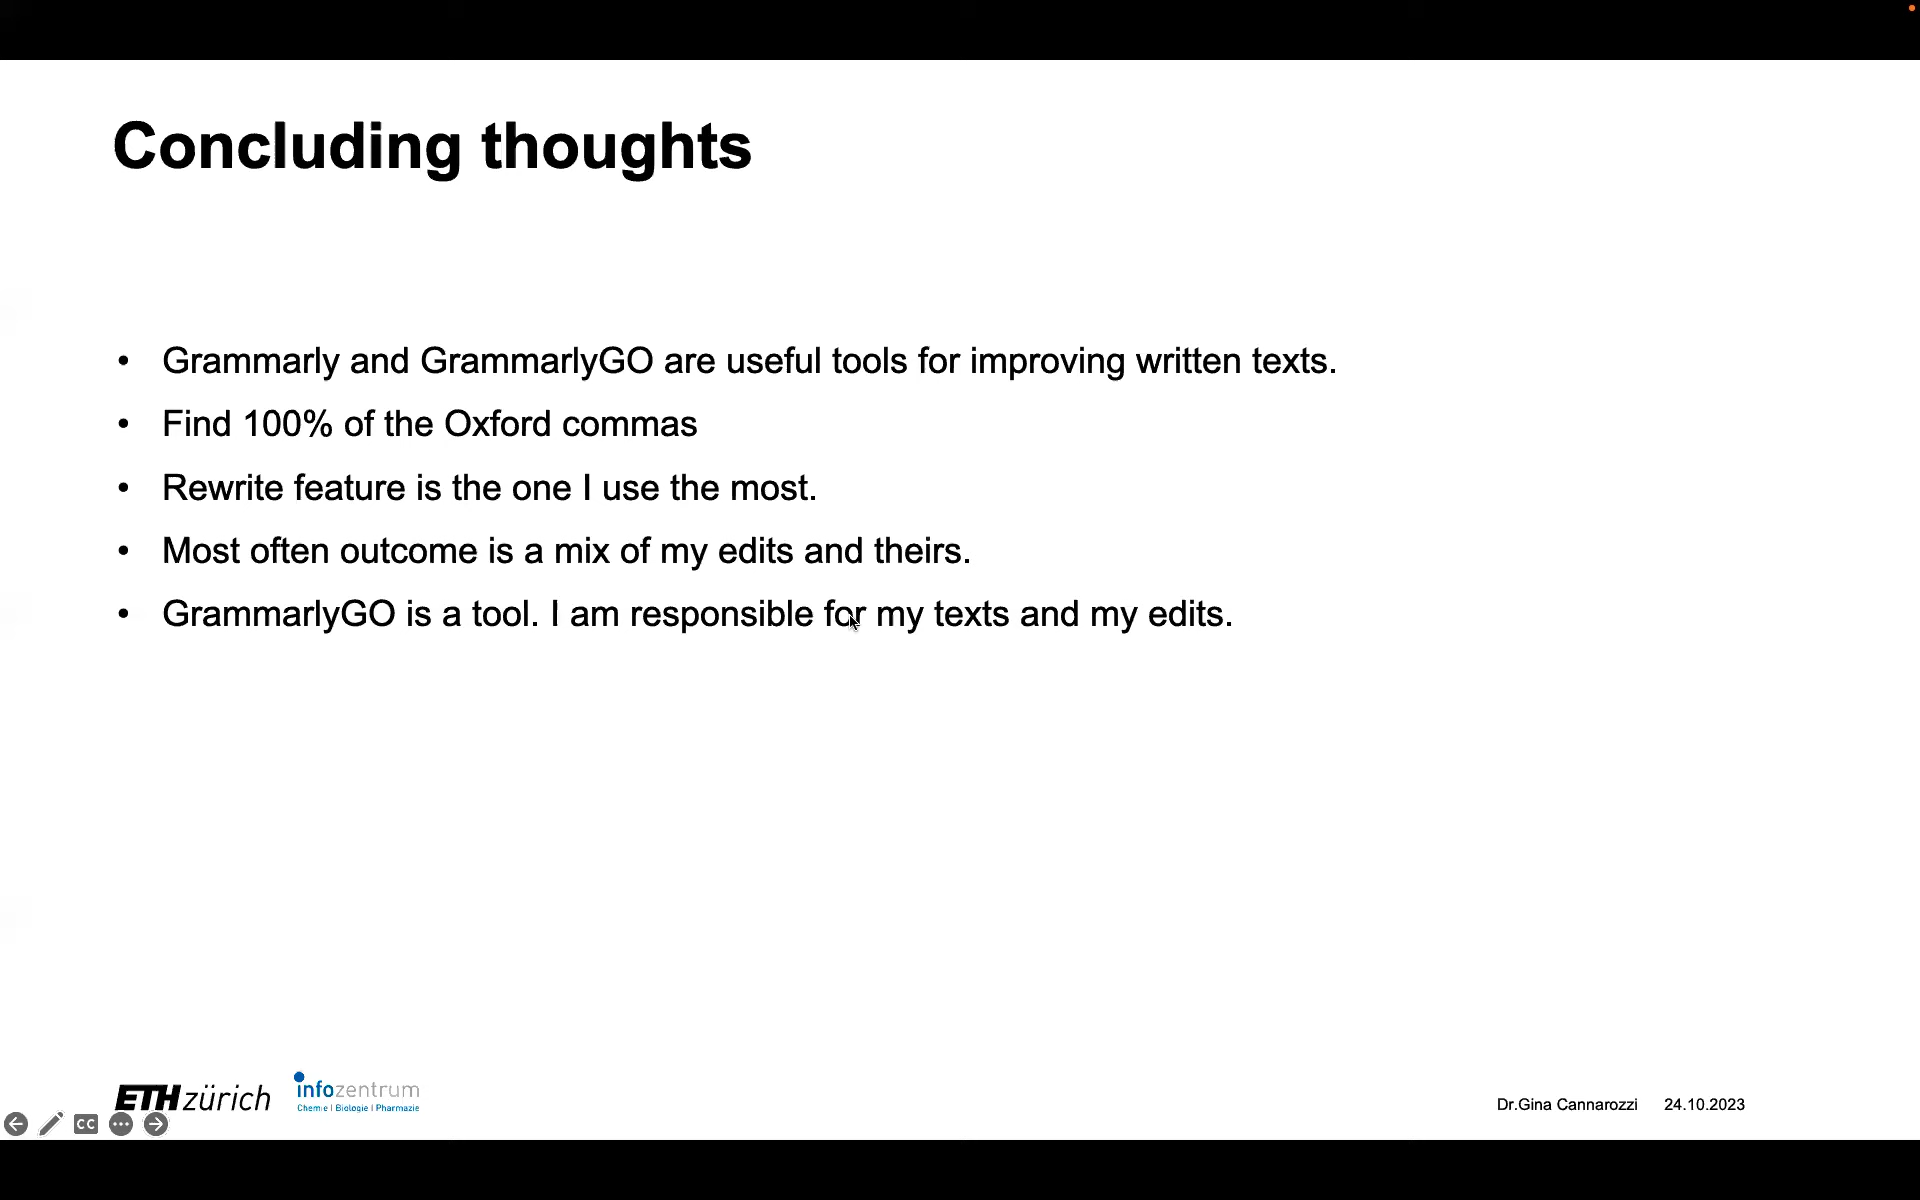 Concluding thoughts
• Grammarly and GrammarlyGO are useful tools for improving written texts.
• Find 100% of the Oxford commas
• Rewrite feature is the one I use the most.
• Most often outcome is a mix of my edits and theirs.
• GrammarlyGO is a tool. I am responsible for my texts and my edits.
ETH zürich
infozentrum
Chemie | Biologie | Pharmazie
Dr.Gina Cannarozzi 24.10.2023
CC